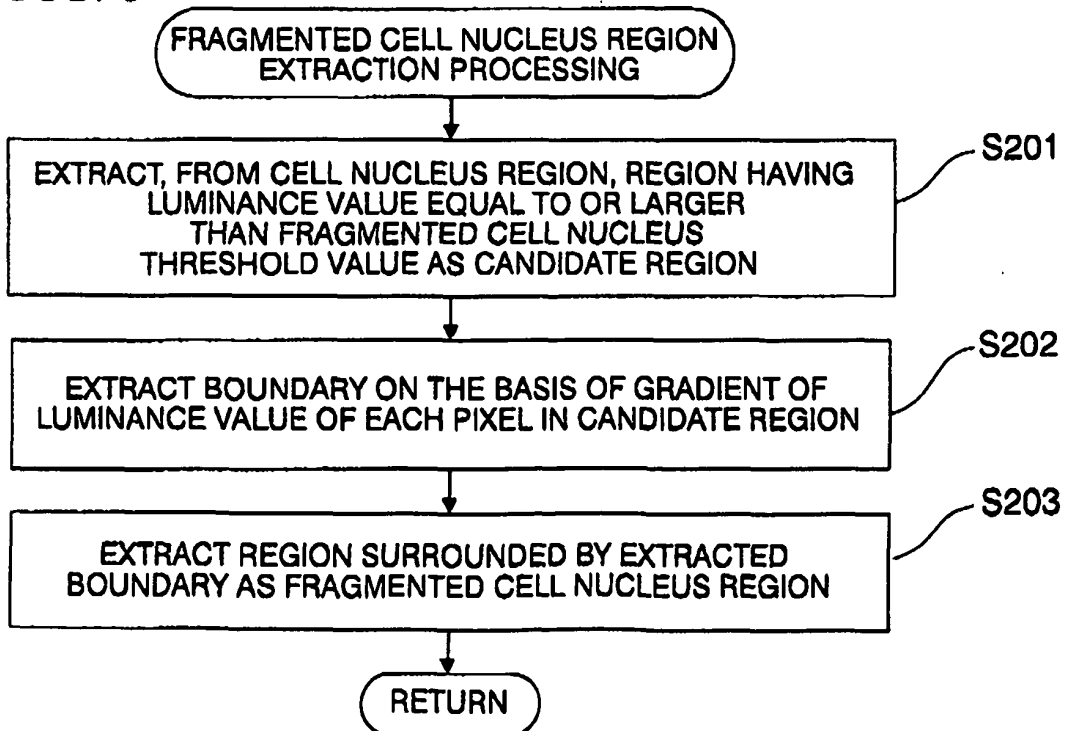 FRAGMENTED CELL NUCLEUS REGION
EXTRACTION PROCESSING
S201
EXTRACT, FROM CELL NUCLEUS REGION, REGION HAVING
LUMINANCE VALUE EQUAL TO OR LARGER
THAN FRAGMENTED CELL NUCLEUS
THRESHOLD VALUE AS CANDIDATE REGION
S202
EXTRACT BOUNDARY ON THE BASIS OF GRADIENT OF
LUMINANCE VALUE OF EACH PIXEL IN CANDIDATE REGION
S203
EXTRACT REGION SURROUNDED BY EXTRACTED
BOUNDARY AS FRAGMENTED CELL NUCLEUS REGION
RETURN